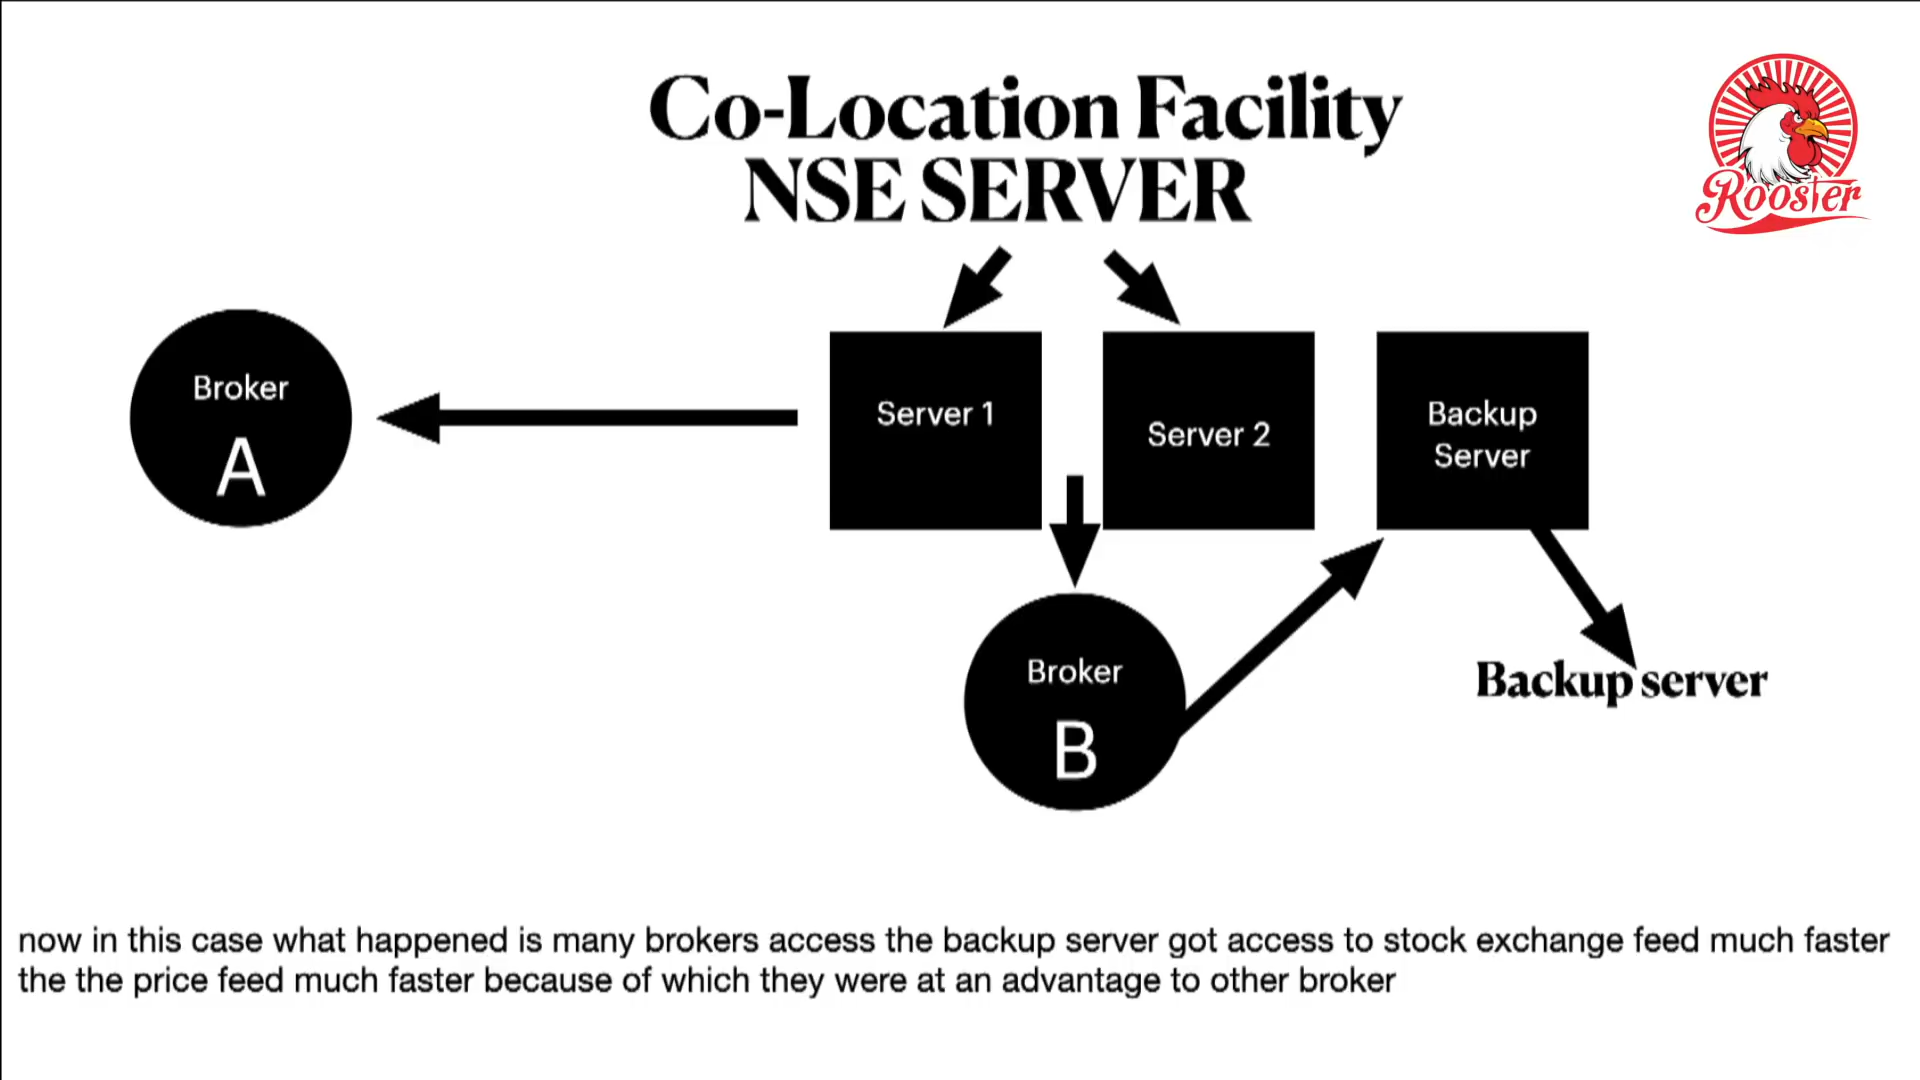 Co-Location Facility
NSE SERVER
Rooster
Broker
A
Server 1
Server 2
Backup
Server
Broker
B
Backup server
now in this case what happened is many brokers access the backup server got access to stock exchange feed much faster
the the price feed much faster because of which they were at an advantage to other broker